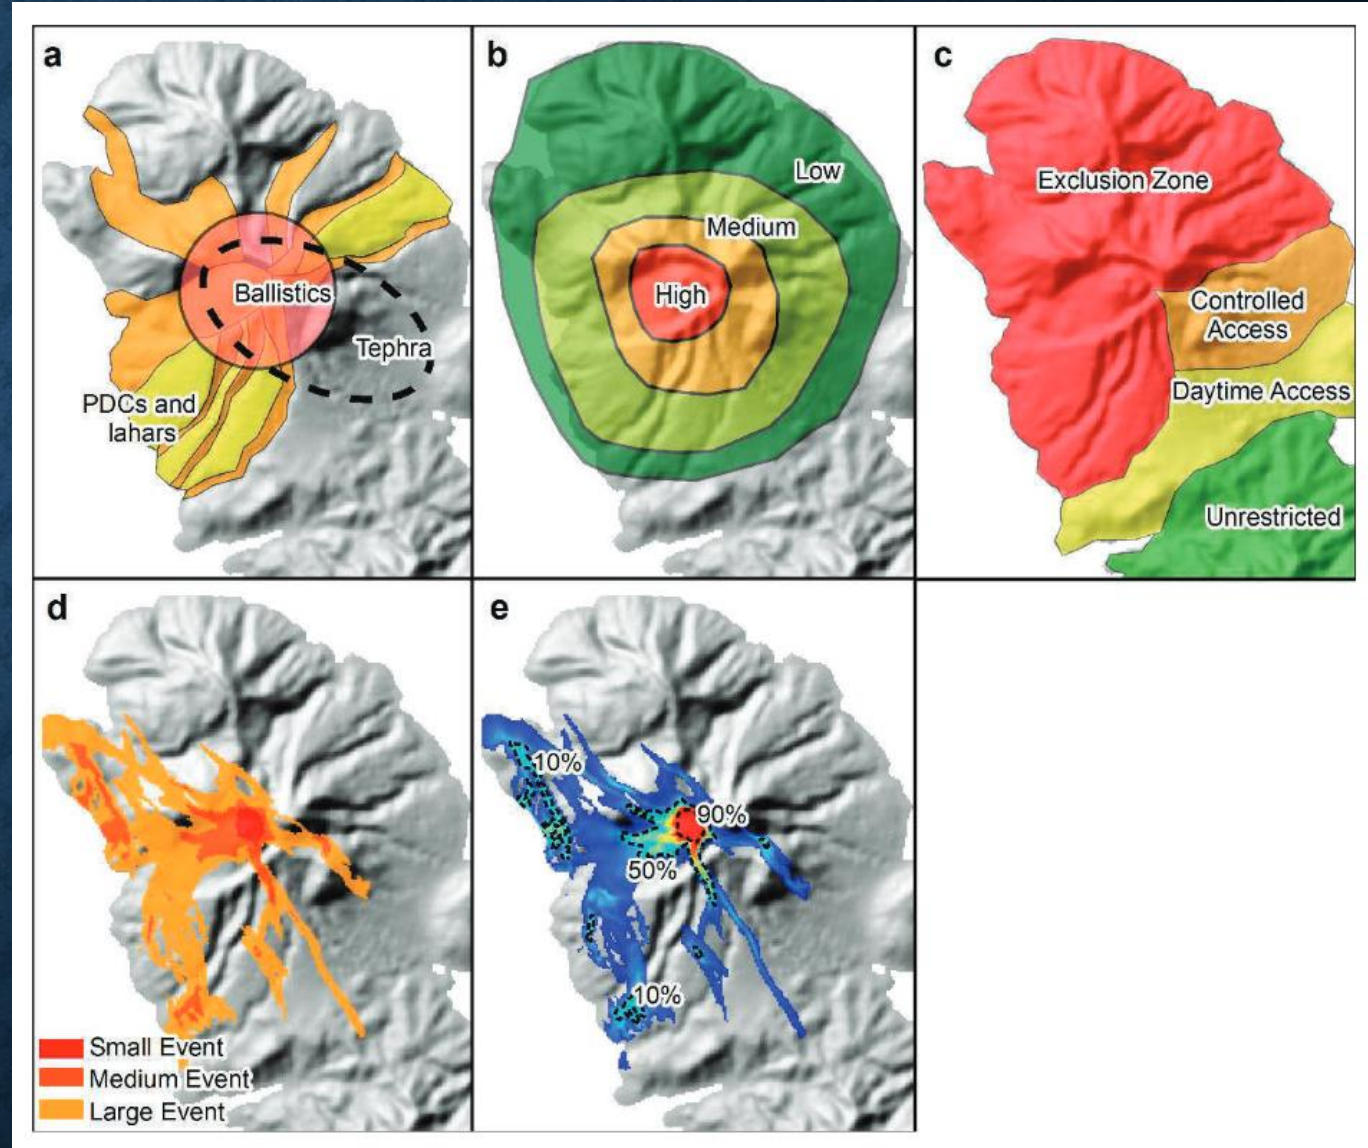 a
Ballistics
Tephra
PDCs and
lahars
b
Low
Medium
High
c
Exclusion Zone
Controlled
Access
Daytime Access
Unrestricted
d
Small Event
Medium Event
Large Event
e
10%
90%
50%
10%